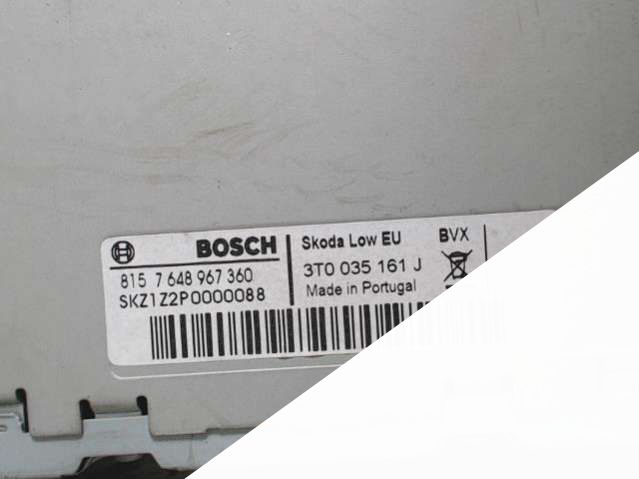 BOSCH
815 7 648 967 360
SKZ1Z2P0000088
Skoda Low EU
BVX
3T0 035 161 J
Made in Portugal